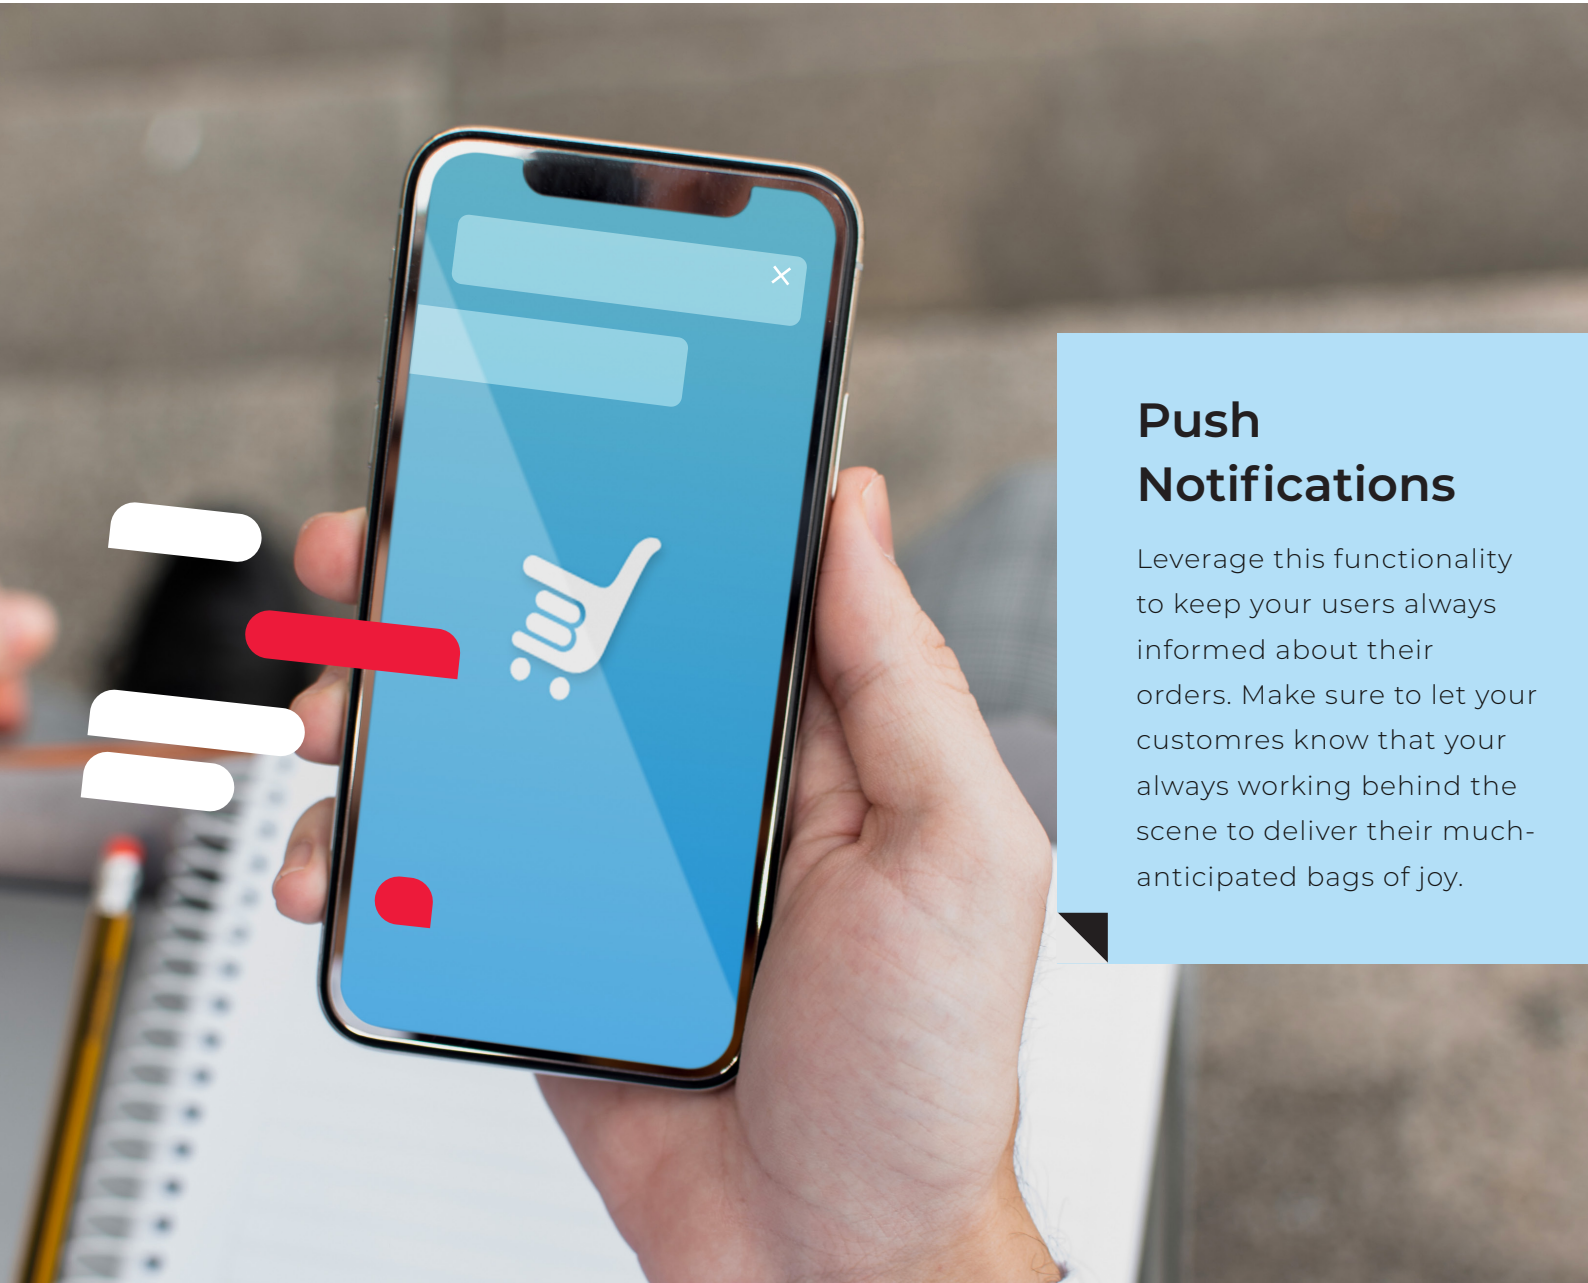 Push
Notifications
Leverage this functionality
to keep your users always
informed about their
orders. Make sure to let your
customres know that your
always working behind the
scene to deliver their much-
anticipated bags of joy.